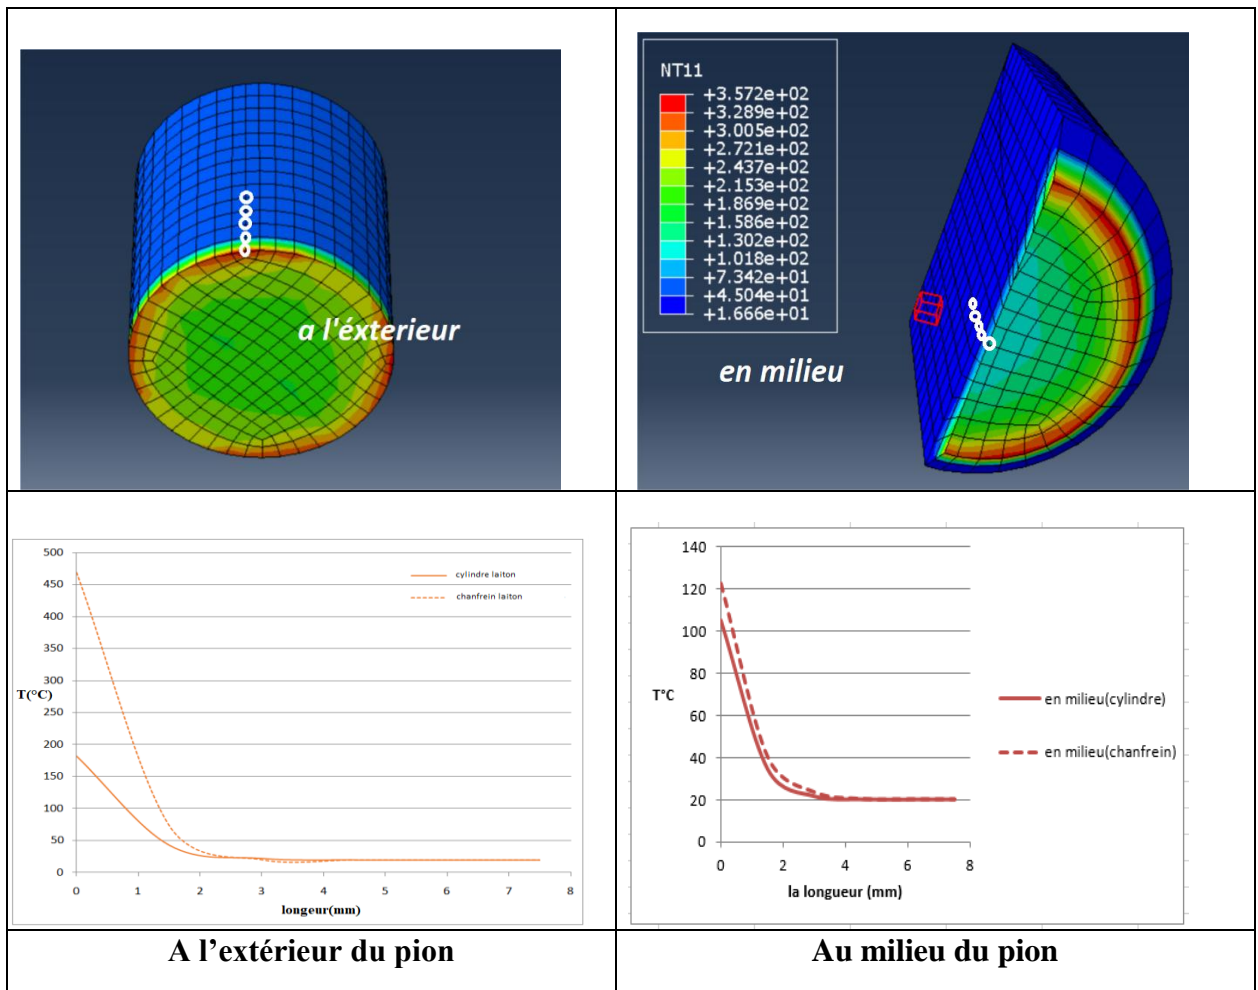 a l'éxterieur
NT11
+3.572e+02
+3.289e+02
+3.005e+02
+2.721e+02
+2.437e+02
+2.153e+02
+1.869e+02
+1.586e+02
+1.302e+02
+1.018e+02
+7.342e+01
+4.504e+01
+1.666e+01
en milieu
500
450
400
350
300
250
200
150
100
50
0
T(°C)
cylindre laiton
chanfrein laiton
0 1 2 3 4 5 6 7 8
longeur(mm)
140
120
100
80
60
40
20
0
T°C
en milieu(cylindre)
en milieu(chanfrein)
0 2 4 6 8
la longueur (mm)
A l'extérieur du pion
Au milieu du pion